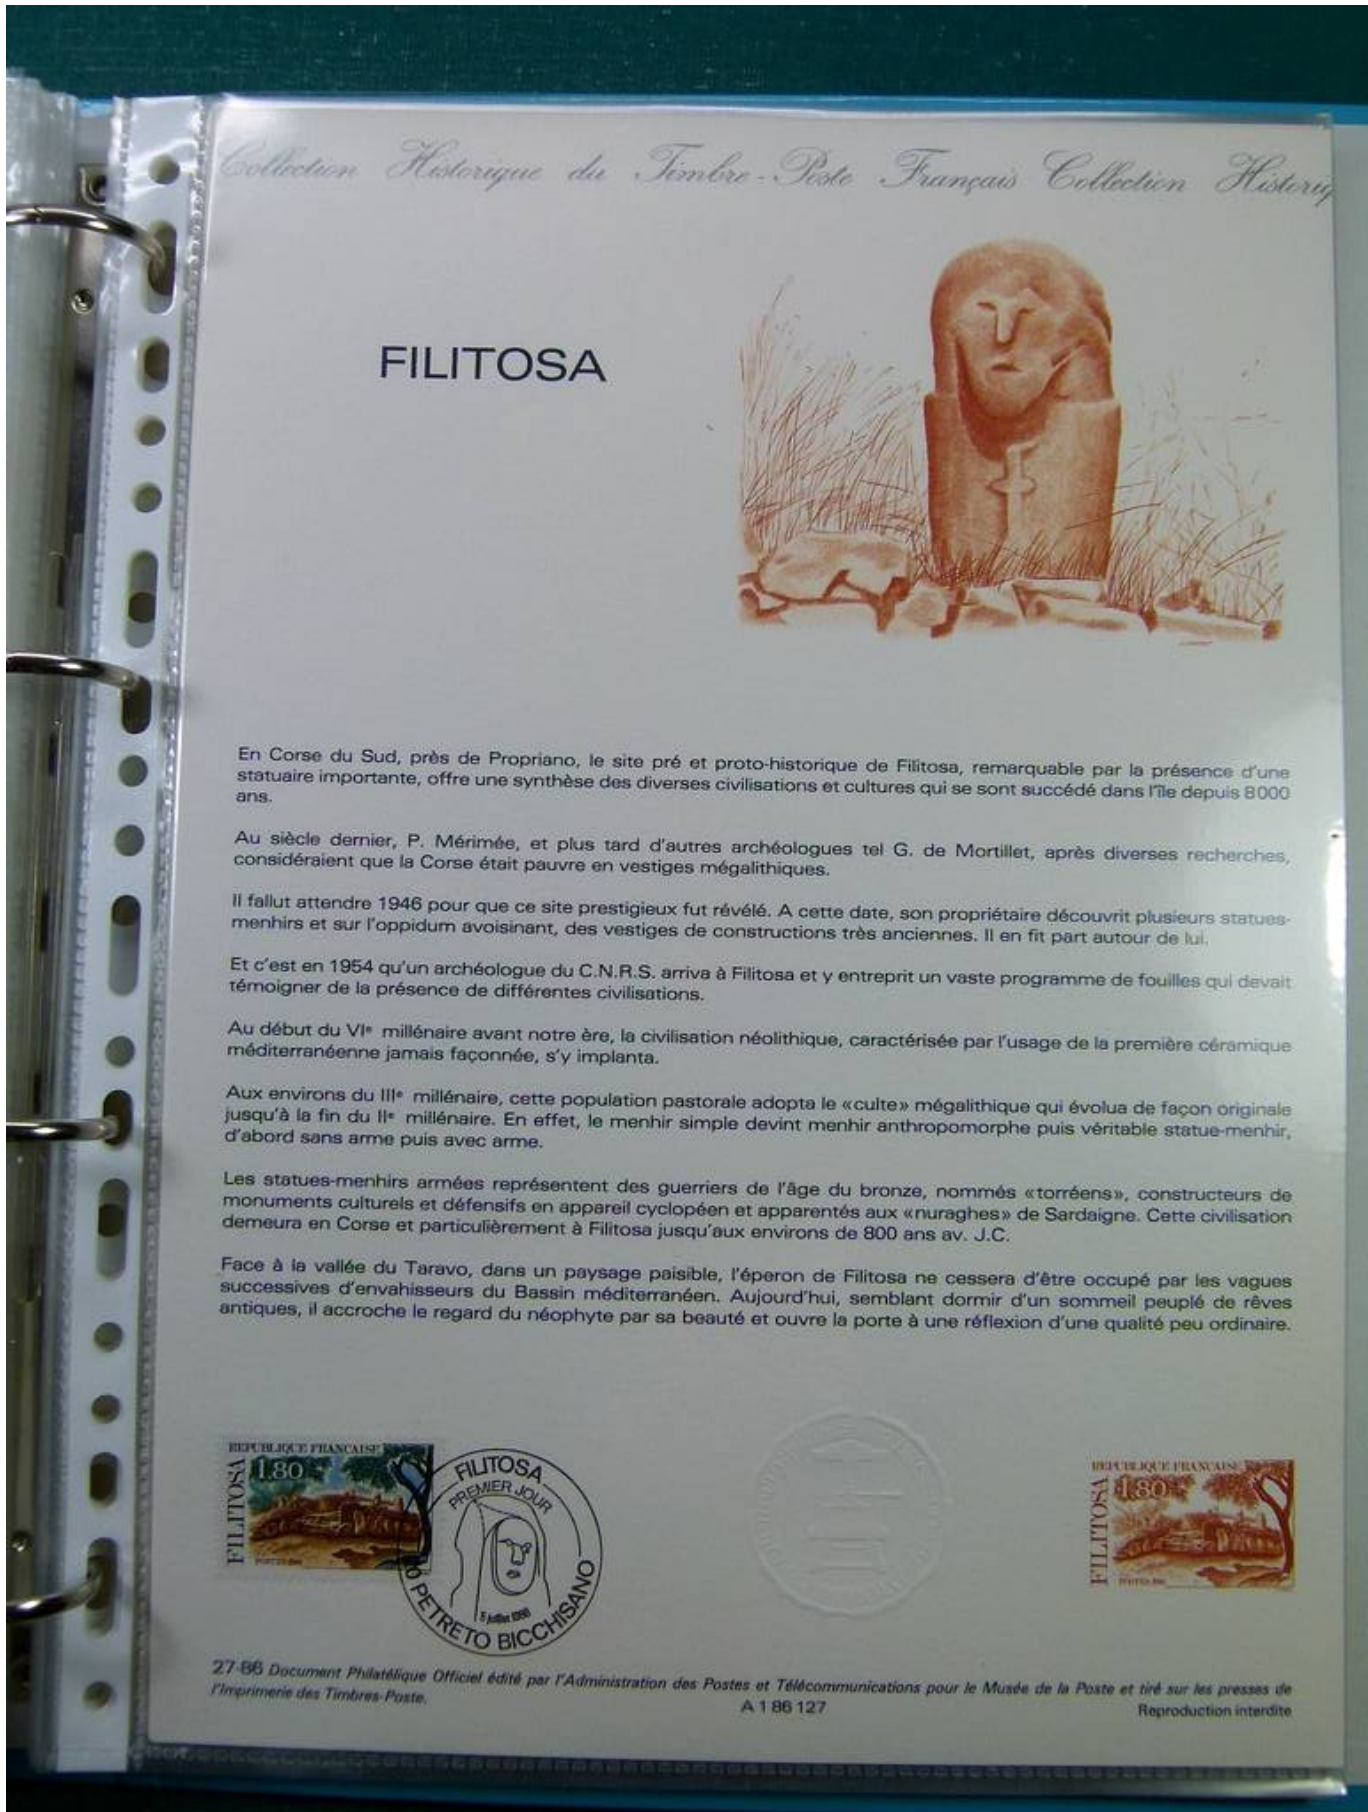 Collection Historique du Timbre-Poste Français Collection Historiq
FILITOSA
En Corse du Sud, près de Propriano, le site pré et proto-historique de Filitosa, remarquable par la présence d'une
statuaire importante, offre une synthèse des diverses civilisations et cultures qui se sont succédé dans l'île depuis 8000
ans.
Au siècle dernier, P. Mérimée, et plus tard d'autres archéologues tel G. de Mortillet, après diverses recherches,
considéraient que la Corse était pauvre en vestiges mégalithiques.
Il fallut attendre 1946 pour que ce site prestigieux fut révélé. A cette date, son propriétaire découvrit plusieurs statues-
menhirs et sur l'oppidum avoisinant, des vestiges de constructions très anciennes. Il en fit part autour de lui.
Et c'est en 1954 qu'un archéologue du C.N.R.S. arriva à Filitosa et y entreprit un vaste programme de fouilles qui devait
témoigner de la présence de différentes civilisations.
Au début du VIe millénaire avant notre ère, la civilisation néolithique, caractérisée par l'usage de la première céramique
méditerranéenne jamais façonnée, s'y implanta.
Aux environs du IIIe millénaire, cette population pastorale adopta le «culte» mégalithique qui évolua de façon originale
jusqu'à la fin du IIe millénaire. En effet, le menhir simple devint menhir anthropomorphe puis véritable statue-menhir,
d'abord sans arme puis avec arme.
Les statues-menhirs armées représentent des guerriers de l'âge du bronze, nommés «torréens», constructeurs de
monuments culturels et défensifs en appareil cyclopéen et apparentés aux «nuraghes» de Sardaigne. Cette civilisation
demeura en Corse et particulièrement à Filitosa jusqu'aux environs de 800 ans av. J.C.
Face à la vallée du Taravo, dans un paysage paisible, l'éperon de Filitosa ne cessera d'être occupé par les vagues
successives d'envahisseurs du Bassin méditerranéen. Aujourd'hui, semblant dormir d'un sommeil peuplé de rêves
antiques, il accroche le regard du néophyte par sa beauté et ouvre la porte à une réflexion d'une qualité peu ordinaire.
REPUBLIQUE FRANCAISE
1.80
FILITOSA
POSTES 1986
FILITOSA
PREMIER JOUR
5 juillet 1986
PETRETO BICCHISANO
REPUBLIQUE FRANCAISE
1.80
FILITOSA
POSTES 1986
27-86 Document Philatélique Officiel édité par l'Administration des Postes et Télécommunications pour le Musée de la Poste et tiré sur les presses de
l'Imprimerie des Timbres-Poste.
A 1 86 127
Reproduction interdite